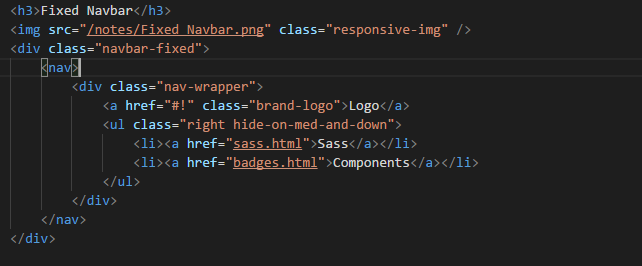 <h3>Fixed Navbar</h3>
<img src="/notes/Fixed Navbar.png" class="responsive-img" />
<div class="navbar-fixed">
    <nav>
        <div class="nav-wrapper">
            <a href="#!" class="brand-logo">Logo</a>
            <ul class="right hide-on-med-and-down">
                <li><a href="sass.html">Sass</a></li>
                <li><a href="badges.html">Components</a></li>
            </ul>
        </div>
    </nav>
</div>